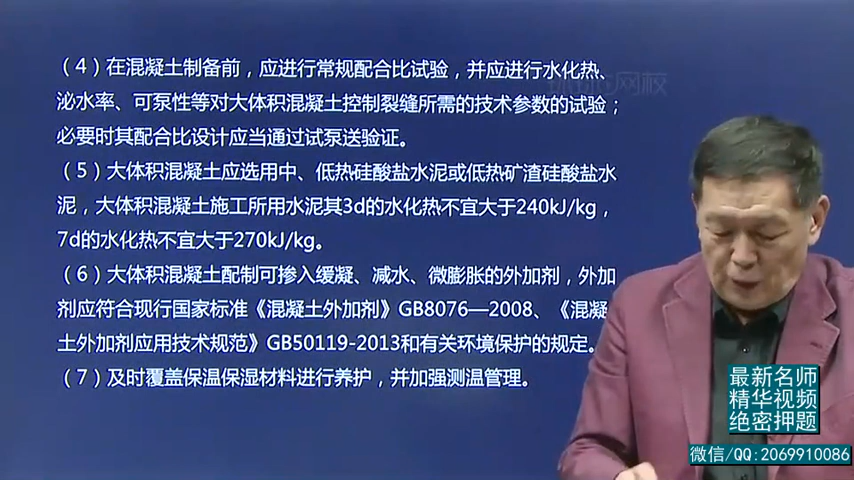 （4）在混凝土制备前，应进行常规配合比试验，并应进行水化热、
泌水率、可泵性等对大体积混凝土控制裂缝所需的技术参数的试验；
必要时其配合比设计应当通过试泵送验证。
（5）大体积混凝土应选用中、低热硅酸盐水泥或低热矿渣硅酸盐水
泥，大体积混凝土施工所用水泥其3d的水化热不宜大于240kJ/kg，
7d的水化热不宜大于270kJ/kg。
（6）大体积混凝土配制可掺入缓凝、减水、微膨胀的外加剂，外加
剂应符合现行国家标准《混凝土外加剂》GB8076—2008、《混凝
土外加剂应用技术规范》GB50119-2013和有关环境保护的规定。
（7）及时覆盖保温保湿材料进行养护，并加强测温管理。
最新名师
精华视频
绝密押题
微信/QQ:2069910086